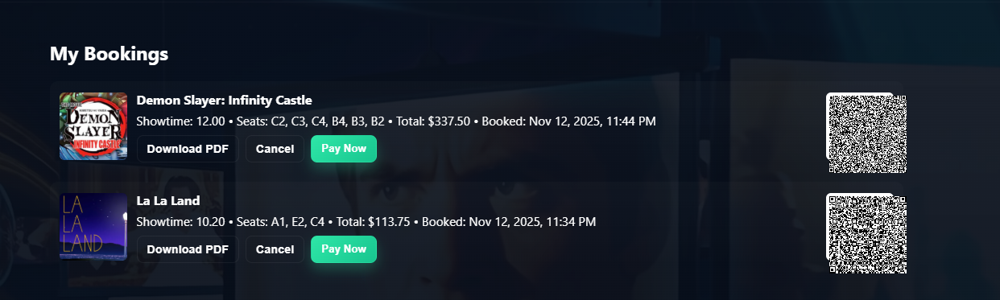 My Bookings
Demon Slayer: Infinity Castle
Showtime: 12.00 • Seats: C2, C3, C4, B4, B3, B2 • Total: $337.50 • Booked: Nov 12, 2025, 11:44 PM
Download PDF Cancel Pay Now
DEMON
SLAYER
INFINITY CASTLE
La La Land
Showtime: 10.20 • Seats: A1, E2, C4 • Total: $113.75 • Booked: Nov 12, 2025, 11:34 PM
Download PDF Cancel Pay Now
LA
LA
LAND